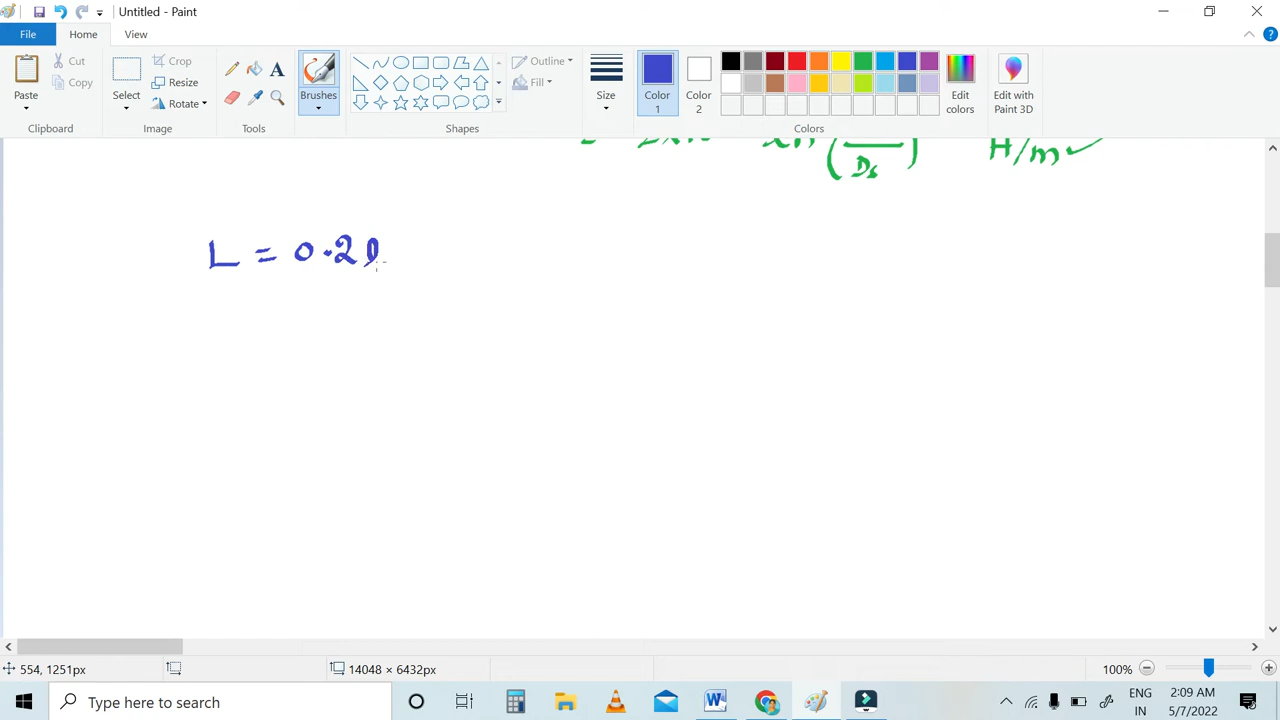 Untitled - Paint
File Home View
Paste Cut Copy Clipboard
Select Crop Resize Rotate Image
A Tools
Brushes
Outline Fill Shapes
Size
Color 1 Color 2 Edit colors Colors
Edit with Paint 3D
H/m
Ds
L = 0.2 l
554, 1251px 14048 × 6432px 100%
Type here to search ENG IN 2:09 AM 5/7/2022